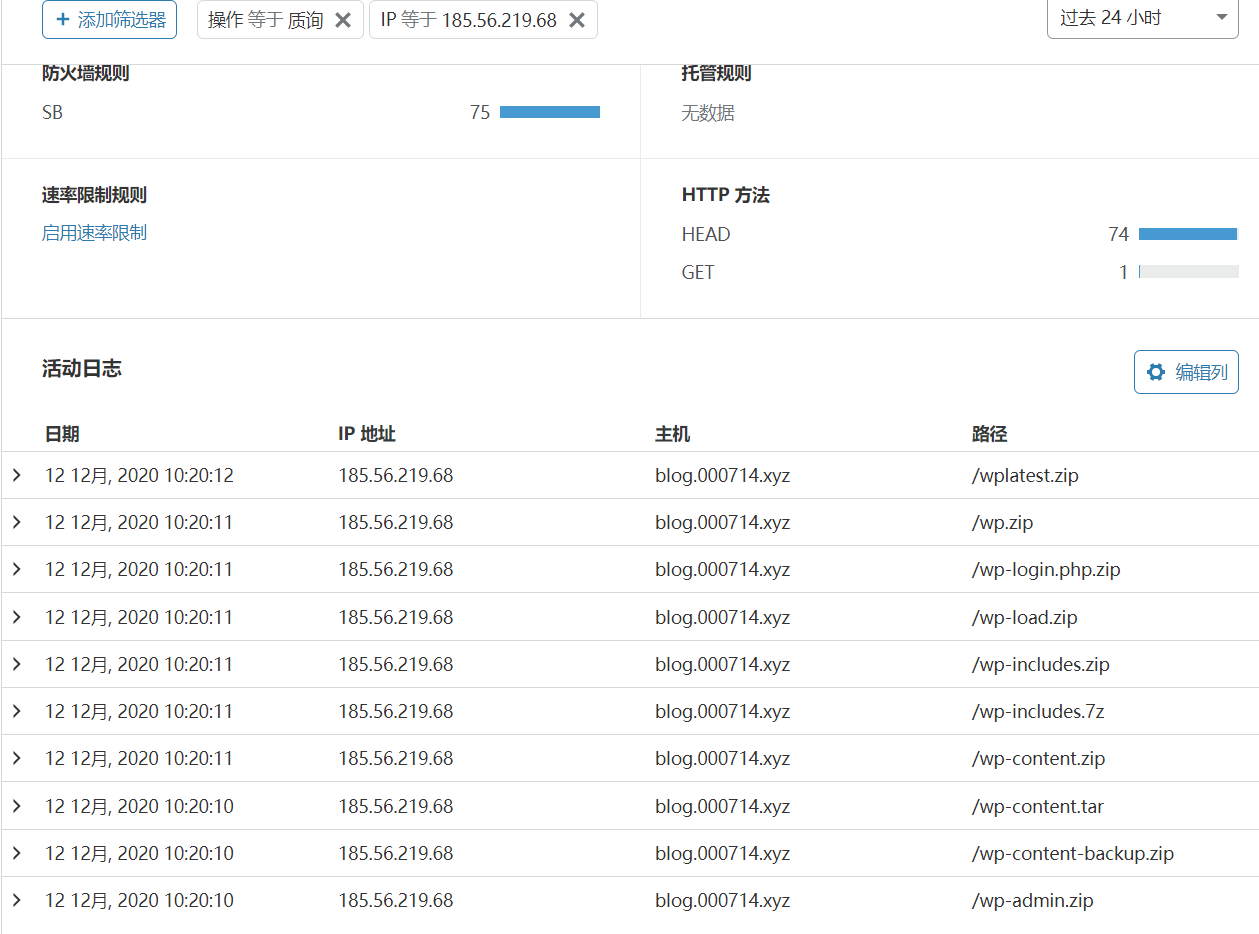 + 添加筛选器 操作 等于 质询 × IP 等于 185.56.219.68 × 过去 24 小时
防火墙规则 托管规则
SB 75 无数据
速率限制规则 HTTP 方法
启用速率限制 HEAD 74
GET 1
活动日志 编辑列
日期 IP 地址 主机 路径
12 12月, 2020 10:20:12 185.56.219.68 blog.000714.xyz /wplatest.zip
12 12月, 2020 10:20:11 185.56.219.68 blog.000714.xyz /wp.zip
12 12月, 2020 10:20:11 185.56.219.68 blog.000714.xyz /wp-login.php.zip
12 12月, 2020 10:20:11 185.56.219.68 blog.000714.xyz /wp-load.zip
12 12月, 2020 10:20:11 185.56.219.68 blog.000714.xyz /wp-includes.zip
12 12月, 2020 10:20:11 185.56.219.68 blog.000714.xyz /wp-includes.7z
12 12月, 2020 10:20:11 185.56.219.68 blog.000714.xyz /wp-content.zip
12 12月, 2020 10:20:10 185.56.219.68 blog.000714.xyz /wp-content.tar
12 12月, 2020 10:20:10 185.56.219.68 blog.000714.xyz /wp-content-backup.zip
12 12月, 2020 10:20:10 185.56.219.68 blog.000714.xyz /wp-admin.zip